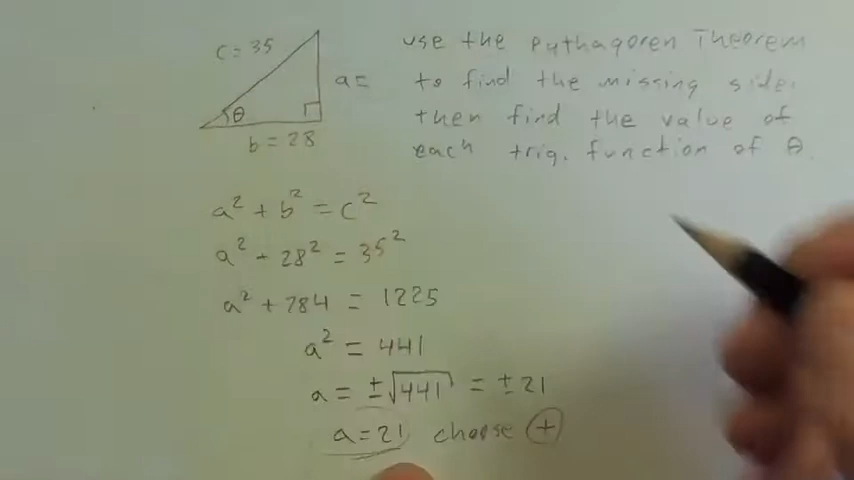 c = 35
a =
θ
b = 28
use the Pythagoren Theorem
to find the missing side.
then find the value of
each trig. function of θ.
a² + b² = c²
a² + 28² = 35²
a² + 784 = 1225
a² = 441
a = ±√441 = ±21
a = 21 choose +